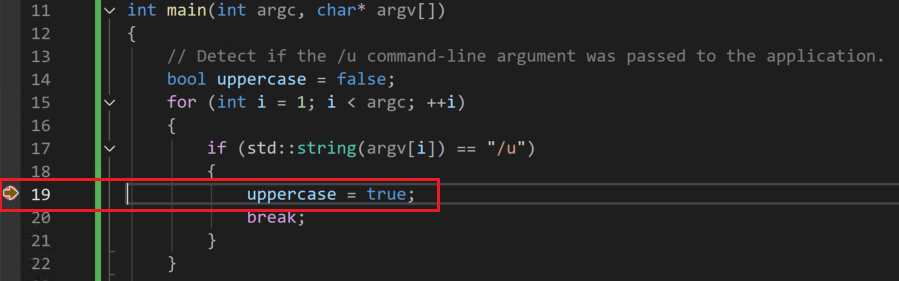 11 int main(int argc, char* argv[])
12 {
13 // Detect if the /u command-line argument was passed to the application.
14 bool uppercase = false;
15 for (int i = 1; i < argc; ++i)
16 {
17 if (std::string(argv[i]) == "/u")
18 {
19 uppercase = true;
20 break;
21 }
22 }